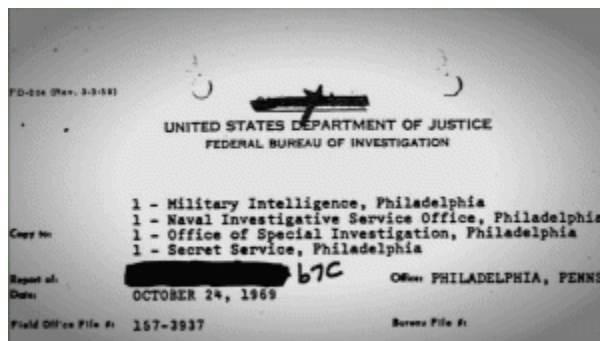 FD-204 (Rev. 3-3-59)
UNITED STATES DEPARTMENT OF JUSTICE
FEDERAL BUREAU OF INVESTIGATION
1 - Military Intelligence, Philadelphia
1 - Naval Investigative Service Office, Philadelphia
Copy to: 1 - Office of Special Investigation, Philadelphia
1 - Secret Service, Philadelphia
Report of: b7C Office: PHILADELPHIA, PENNS
Date: OCTOBER 24, 1969
Field Office File #: 157-3937 Bureau File #: